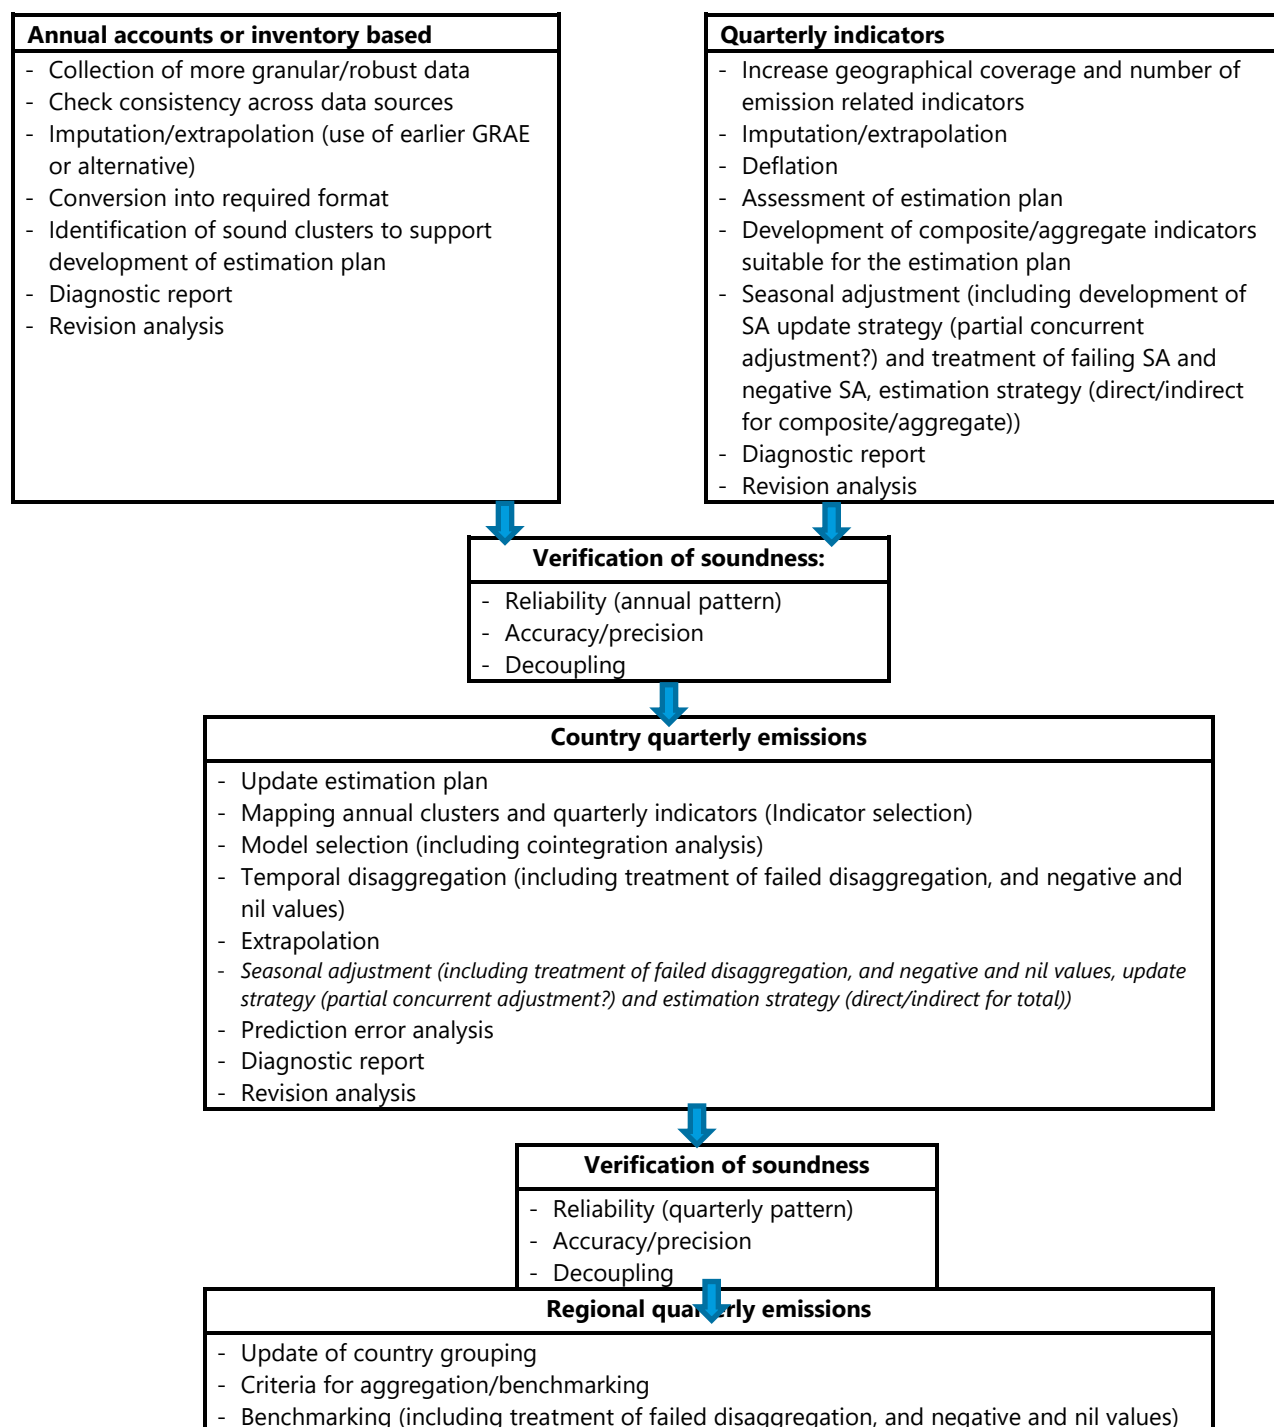 Annual accounts or inventory based
- Collection of more granular/robust data
- Check consistency across data sources
- Imputation/extrapolation (use of earlier GRAE
or alternative)
- Conversion into required format
- Identification of sound clusters to support
development of estimation plan
- Diagnostic report
- Revision analysis
Quarterly indicators
- Increase geographical coverage and number of
emission related indicators
- Imputation/extrapolation
- Deflation
- Assessment of estimation plan
- Development of composite/aggregate indicators
suitable for the estimation plan
- Seasonal adjustment (including development of
SA update strategy (partial concurrent
adjustment?) and treatment of failing SA and
negative SA, estimation strategy (direct/indirect
for composite/aggregate))
- Diagnostic report
- Revision analysis
Verification of soundness:
- Reliability (annual pattern)
- Accuracy/precision
- Decoupling
Country quarterly emissions
- Update estimation plan
- Mapping annual clusters and quarterly indicators (Indicator selection)
- Model selection (including cointegration analysis)
- Temporal disaggregation (including treatment of failed disaggregation, and negative and
nil values)
- Extrapolation
- Seasonal adjustment (including treatment of failed disaggregation, and negative and nil values, update
strategy (partial concurrent adjustment?) and estimation strategy (direct/indirect for total))
- Prediction error analysis
- Diagnostic report
- Revision analysis
Verification of soundness
- Reliability (quarterly pattern)
- Accuracy/precision
- Decoupling
Regional quarterly emissions
- Update of country grouping
- Criteria for aggregation/benchmarking
- Benchmarking (including treatment of failed disaggregation, and negative and nil values)